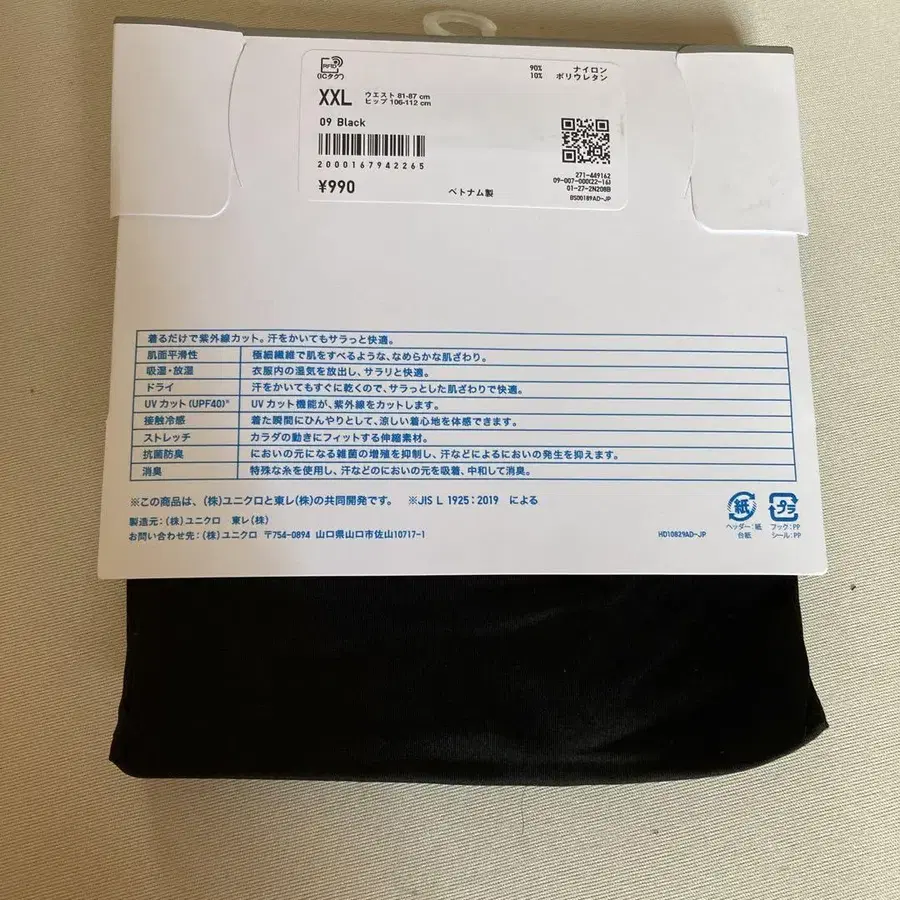 RFID
(ICタグ)
90% ナイロン
10% ポリウレタン
XXL ウエスト 81-87 cm
ヒップ 106-112 cm
09 Black
2000167942265
¥990
ベトナム製
271-449162
09-007-000(22-16)
01-27-2N208B
BS00189AD-JP
着るだけで紫外線カット。汗をかいてもサラっと快適。
肌面平滑性 極細繊維で肌をすべるような、なめらかな肌ざわり。
吸湿・放湿 衣服内の湿気を放出し、サラリと快適。
ドライ 汗をかいてもすぐに乾くので、サラっとした肌ざわりで快適。
UVカット(UPF40)※ UVカット機能が、紫外線をカットします。
接触冷感 着た瞬間にひんやりとして、涼しい着心地を体感できます。
ストレッチ カラダの動きにフィットする伸縮素材。
抗菌防臭 においの元になる雑菌の増殖を抑制し、汗などによるにおいの発生を抑えます。
消臭 特殊な糸を使用し、汗などのにおいの元を吸着、中和して消臭。
※この商品は、(株)ユニクロと東レ(株)の共同開発です。 ※JIS L 1925:2019 による
製造元:(株)ユニクロ 東レ(株)
お問い合わせ先:(株)ユニクロ 〒754-0894 山口県山口市佐山10717-1
HD10829AD-JP
紙
ヘッダー:紙
台紙
プラ
フック:PP
シール:PP